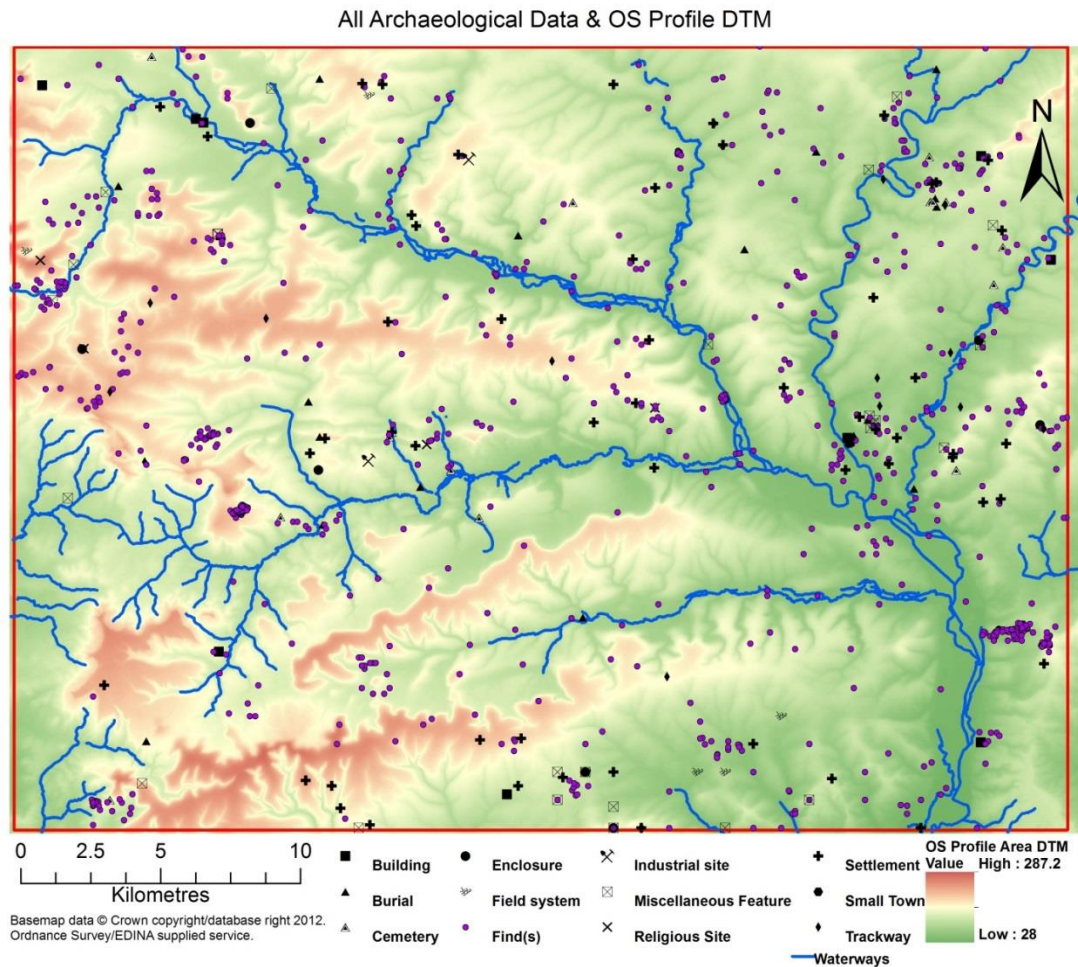 All Archaeological Data & OS Profile DTM
N
0 2.5 5 10
Kilometres
Basemap data © Crown copyright/database right 2012.
Ordnance Survey/EDINA supplied service.
Building
Burial
Cemetery
Enclosure
Field system
Find(s)
Industrial site
Miscellaneous Feature
Religious Site
Settlement
Small Town
Trackway
Waterways
OS Profile Area DTM
Value High : 287.2
Low : 28